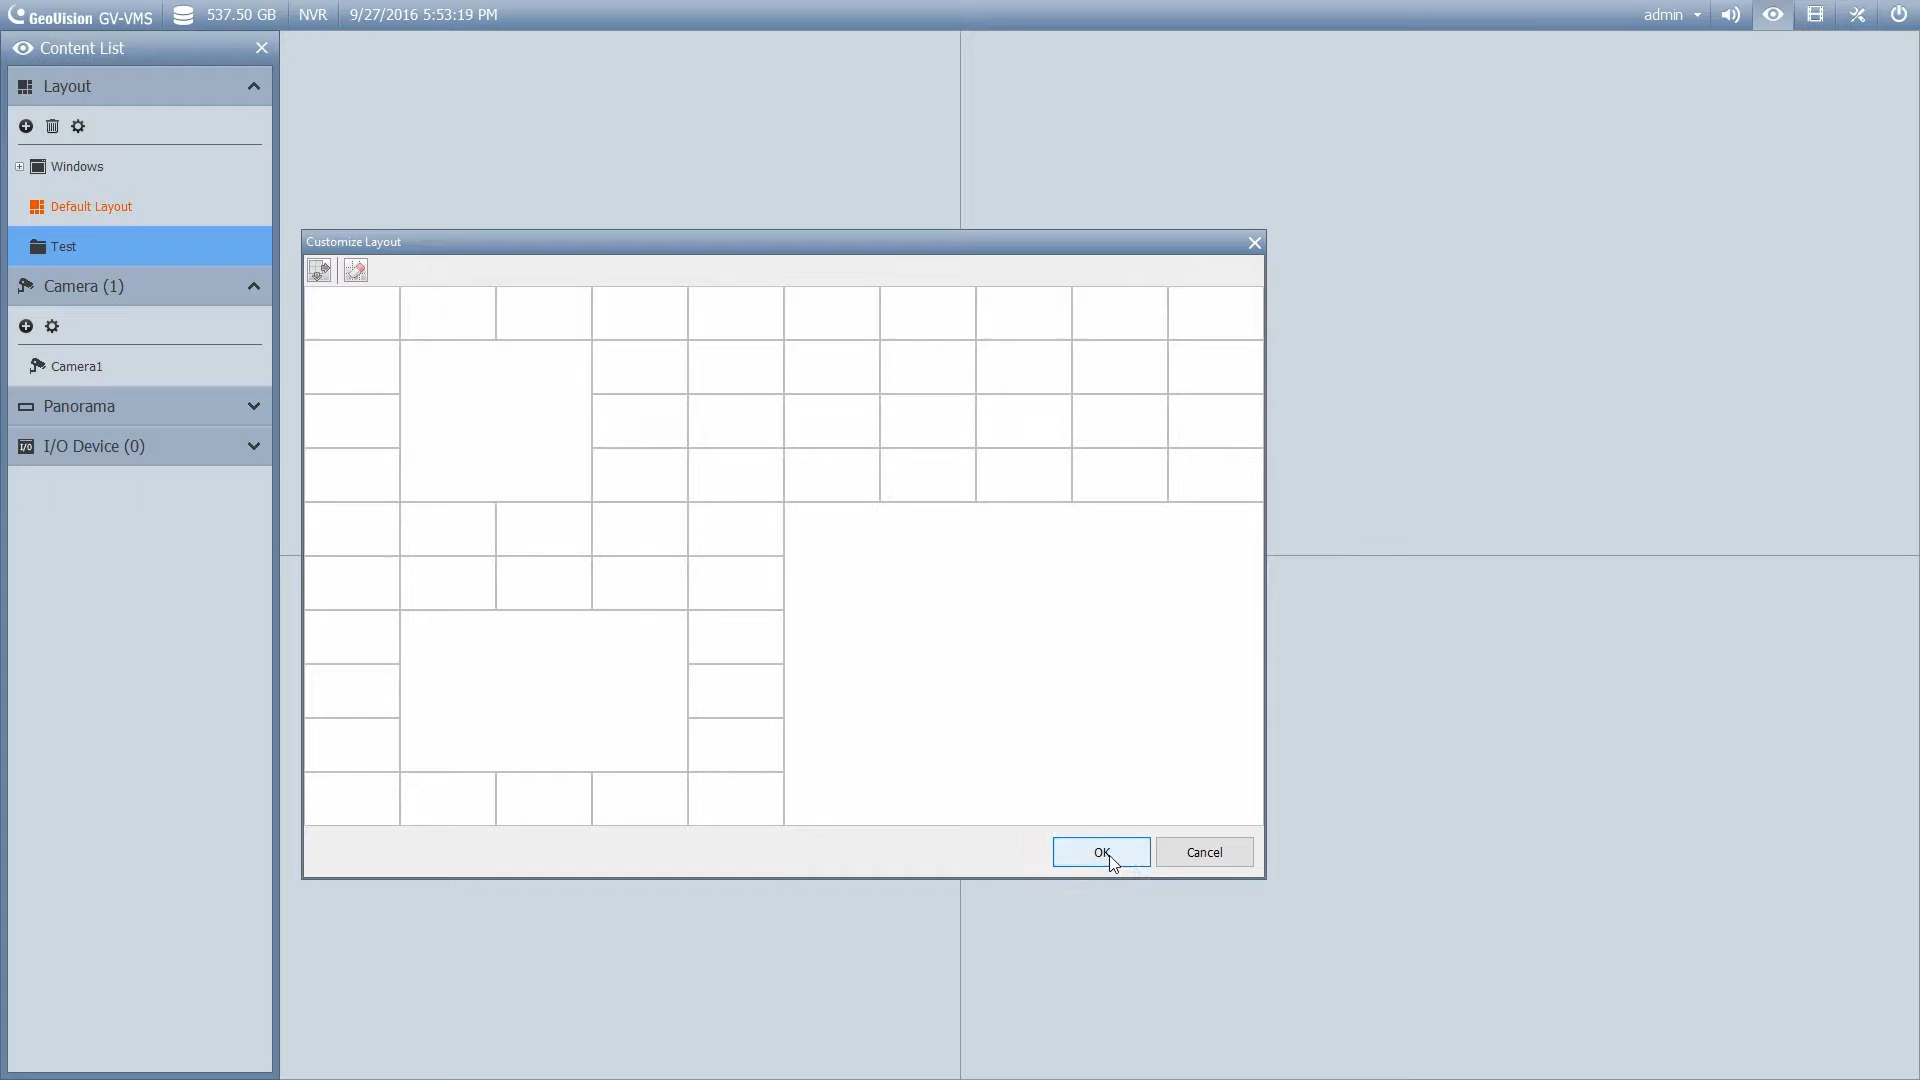 GeoVision GV-VMS 537.50 GB NVR 9/27/2016 5:53:19 PM admin
Content List
Layout
Windows
Default Layout
Test
Camera (1)
Camera1
Panorama
I/O Device (0)
Customize Layout
OK Cancel